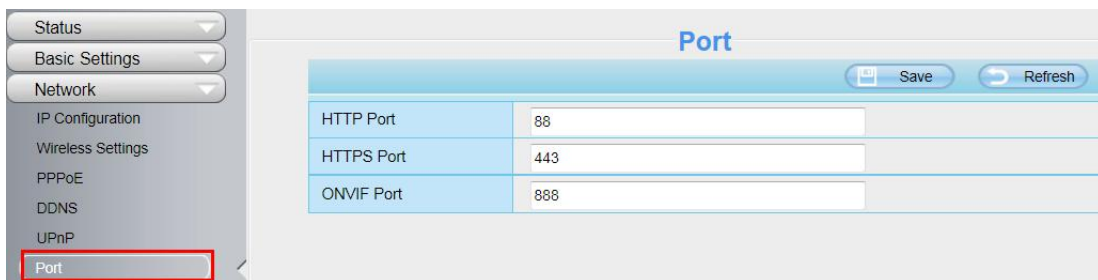 Status
Basic Settings
Network
IP Configuration
Wireless Settings
PPPoE
DDNS
UPnP
Port
Port
Save Refresh
HTTP Port 88
HTTPS Port 443
ONVIF Port 888